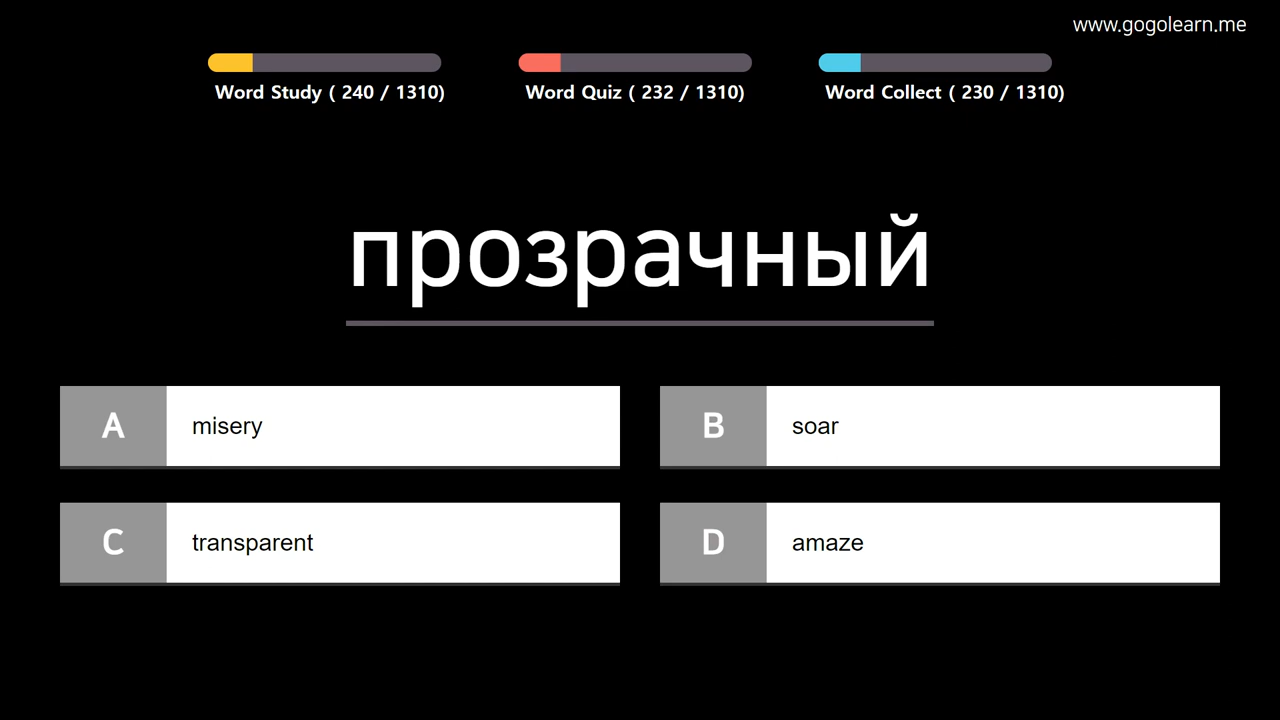 www.gogolearn.me
Word Study ( 240 / 1310)
Word Quiz ( 232 / 1310)
Word Collect ( 230 / 1310)
прозрачный
A misery
B soar
C transparent
D amaze